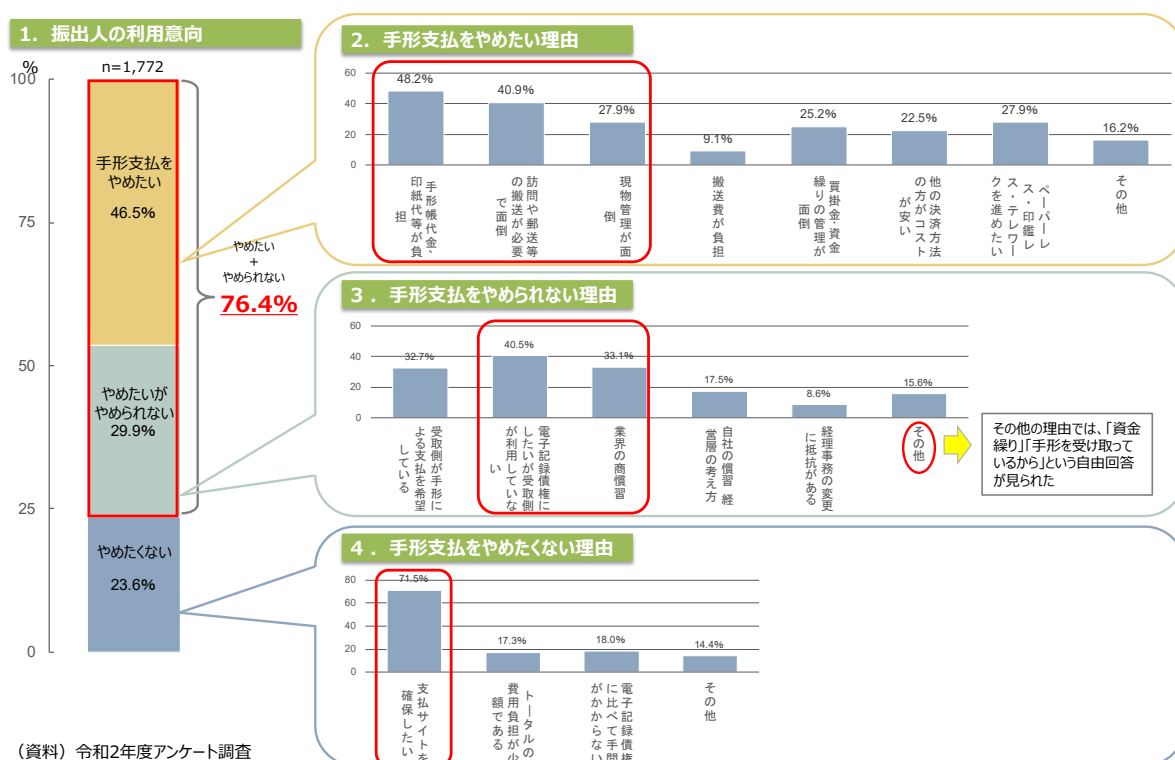 1．振出人の利用意向
%
n=1,772
100
75
50
25
0
手形支払を
やめたい
46.5%
やめたいが
やめられない
29.9%
やめたくない
23.6%
やめたい
+
やめられない
76.4%
2．手形支払をやめたい理由
60
40
20
0
48.2%
40.9%
27.9%
9.1%
25.2%
22.5%
27.9%
16.2%
手形帳代金・
印紙代等が負
担
訪問や郵送等
の搬送が必要
で面倒
現物管理が面
倒
搬送費が負担
買掛金・資金
繰りの管理が
面倒
他の決済方法
の方がコスト
が安い
ペーパーレ
ス・印鑑レ
ス・テレワー
クを進めたい
その他
3．手形支払をやめられない理由
60
40
20
0
32.7%
40.5%
33.1%
17.5%
8.6%
15.6%
受取側が手形に
よる支払を希望
している
電子記録債権に
したいが受取側
が利用していな
い
業界の商慣習
自社の慣習 経
営層の考え方
経理事務の変更
に抵抗がある
その他
その他の理由では、「資金
繰り」「手形を受け取って
いるから」という自由回答
が見られた
4．手形支払をやめたくない理由
80
60
40
20
0
71.5%
17.3%
18.0%
14.4%
支払サイトを
確保したい
トータルの
費用負担が少
額である
電子記録債権
に比べて手間
がかからない
その他
（資料）令和2年度アンケート調査